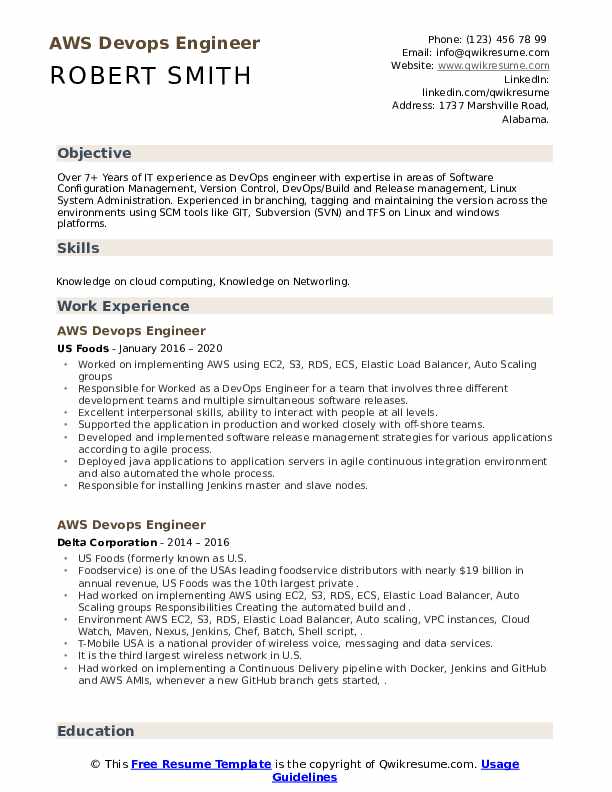 AWS Devops Engineer
ROBERT SMITH
Phone: (123) 456 78 99
Email: info@qwikresume.com
Website: www.qwikresume.com
LinkedIn:
linkedin.com/qwikresume
Address: 1737 Marshville Road,
Alabama.
Objective
Over 7+ Years of IT experience as DevOps engineer with expertise in areas of Software
Configuration Management, Version Control, DevOps/Build and Release management, Linux
System Administration. Experienced in branching, tagging and maintaining the version across the
environments using SCM tools like GIT, Subversion (SVN) and TFS on Linux and windows
platforms.
Skills
Knowledge on cloud computing, Knowledge on Networling.
Work Experience
AWS Devops Engineer
US Foods - January 2016 – 2020
• Worked on implementing AWS using EC2, S3, RDS, ECS, Elastic Load Balancer, Auto Scaling
groups
• Responsible for Worked as a DevOps Engineer for a team that involves three different
development teams and multiple simultaneous software releases.
• Excellent interpersonal skills, ability to interact with people at all levels.
• Supported the application in production and worked closely with off-shore teams.
• Developed and implemented software release management strategies for various applications
according to agile process.
• Deployed java applications to application servers in agile continuous integration environment
and also automated the whole process.
• Responsible for installing Jenkins master and slave nodes.
AWS Devops Engineer
Delta Corporation - 2014 – 2016
• US Foods (formerly known as U.S.
• Foodservice) is one of the USAs leading foodservice distributors with nearly $19 billion in
annual revenue, US Foods was the 10th largest private .
• Had worked on implementing AWS using EC2, S3, RDS, ECS, Elastic Load Balancer, Auto
Scaling groups Responsibilities Creating the automated build and .
• Environment AWS EC2, S3, RDS, Elastic Load Balancer, Auto scaling, VPC instances, Cloud
Watch, Maven, Nexus, Jenkins, Chef, Batch, Shell script, .
• T-Mobile USA is a national provider of wireless voice, messaging and data services.
• It is the third largest wireless network in U.S.
• Had worked on implementing a Continuous Delivery pipeline with Docker, Jenkins and GitHub
and AWS AMIs, whenever a new GitHub branch gets started, .
Education
© This Free Resume Template is the copyright of Qwikresume.com. Usage
Guidelines